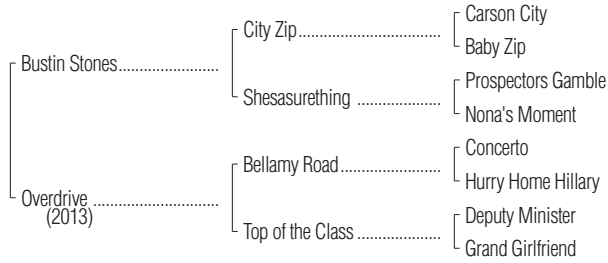 Carson City
City Zip
Baby Zip
Bustin Stones
Prospectors Gamble
Shesasurething
Nona's Moment
Concerto
Bellamy Road
Hurry Home Hillary
Overdrive
(2013)
Deputy Minister
Top of the Class
Grand Girlfriend